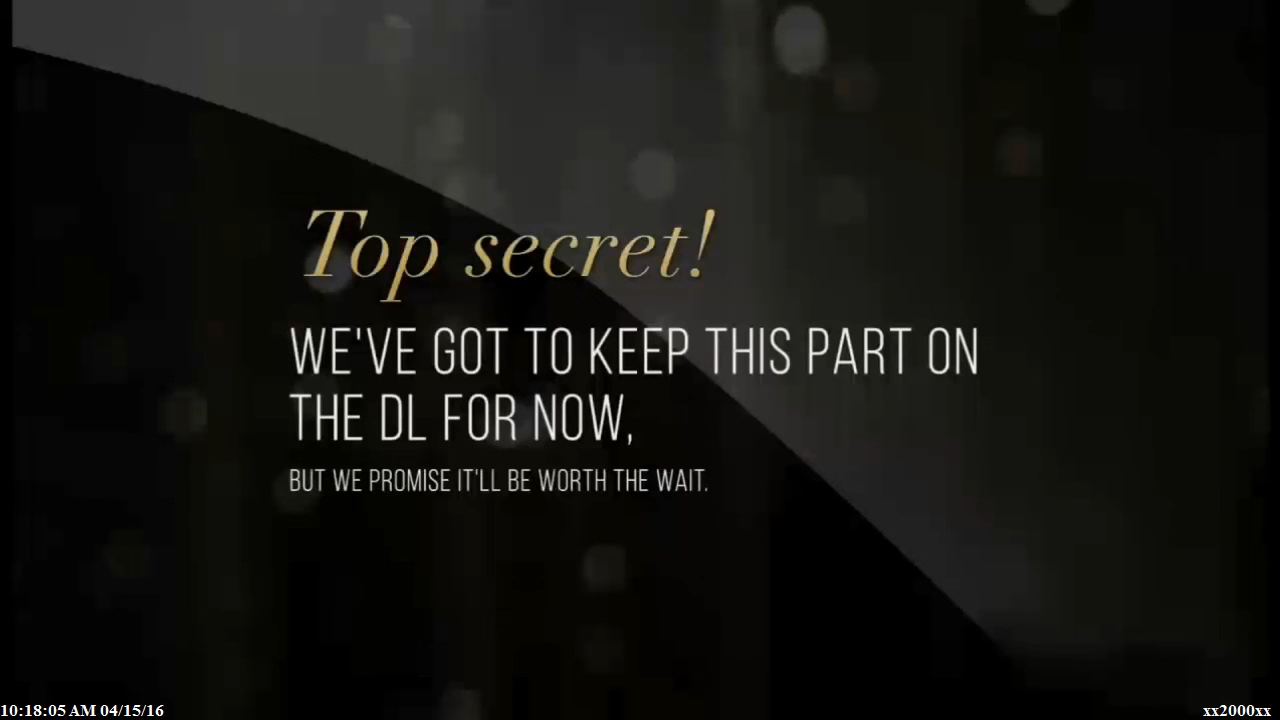 Top secret!
WE'VE GOT TO KEEP THIS PART ON
THE DL FOR NOW,
BUT WE PROMISE IT'LL BE WORTH THE WAIT.
10:18:05 AM 04/15/16
xx2000xx